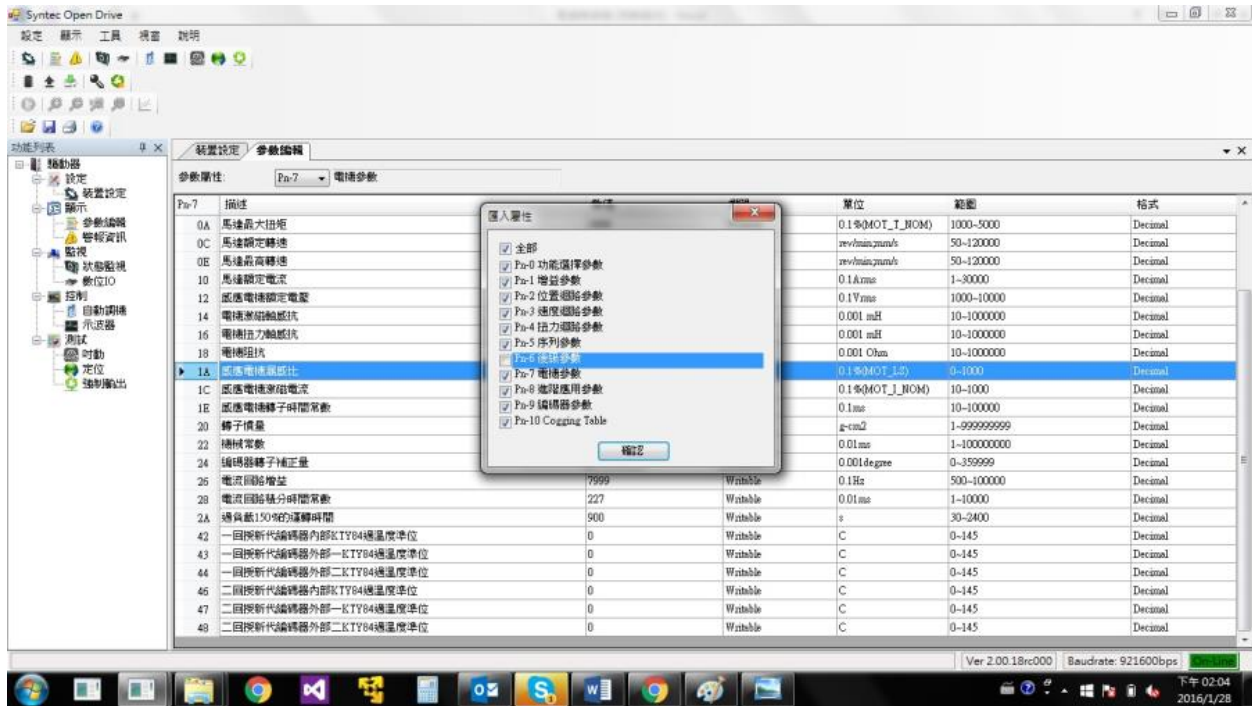 Syntec Open Drive
設定 顯示 工具 視窗 說明
功能列表
驅動器
設定
裝置設定
顯示
參數編輯
警報資訊
監視
狀態監視
數位IO
控制
自動調機
示波器
測試
吋動
定位
強制輸出
裝置設定 參數編輯
參數屬性: Pn-7 電機參數
Pn-7 描述 單位 範圍 格式
0A 馬達最大扭矩 0.1%(MOT_T_NOM) 1000~5000 Decimal
0C 馬達額定轉速 rev/min;mm/s 50~120000 Decimal
0E 馬達最高轉速 rev/min;mm/s 50~120000 Decimal
10 馬達額定電流 0.1Arms 1~30000 Decimal
12 感應電機額定電壓 0.1Vrms 1000~10000 Decimal
14 電機激磁軸感抗 0.001 mH 10~1000000 Decimal
16 電機扭力軸感抗 0.001 mH 10~1000000 Decimal
18 電機阻抗 0.001 Ohm 10~1000000 Decimal
1A 感應電機漏感比 0.1%(MOT_LS) 0~1000 Decimal
1C 感應電機激磁電流 0.1%(MOT_I_NOM) 10~1000 Decimal
1E 感應電機轉子時間常數 0.1ms 10~100000 Decimal
20 轉子慣量 g-cm2 1~999999999 Decimal
22 機械常數 0.01ms 1~100000000 Decimal
24 編碼器轉子補正量 0.001degree 0~359999 Decimal
26 電流回路增益 7999 Writable 0.1Hz 500~100000 Decimal
28 電流回路積分時間常數 227 Writable 0.01ms 1~10000 Decimal
2A 過負載150%的運轉時間 900 Writable s 30~2400 Decimal
42 一回授新代編碼器內部KTY84過溫度準位 0 Writable C 0~145 Decimal
43 一回授新代編碼器外部一KTY84過溫度準位 0 Writable C 0~145 Decimal
44 一回授新代編碼器外部二KTY84過溫度準位 0 Writable C 0~145 Decimal
46 二回授新代編碼器內部KTY84過溫度準位 0 Writable C 0~145 Decimal
47 二回授新代編碼器外部一KTY84過溫度準位 0 Writable C 0~145 Decimal
48 二回授新代編碼器外部二KTY84過溫度準位 0 Writable C 0~145 Decimal
匯入屬性
全部
Pn-0 功能選擇參數
Pn-1 增益參數
Pn-2 位置迴路參數
Pn-3 速度迴路參數
Pn-4 扭力迴路參數
Pn-5 序列參數
Pn-6 後級參數
Pn-7 電機參數
Pn-8 進階應用參數
Pn-9 編碼器參數
Pn-10 Cogging Table
確認
Ver 2.00.18rc000 Baudrate: 921600bps On-Line
下午 02:04
2016/1/28